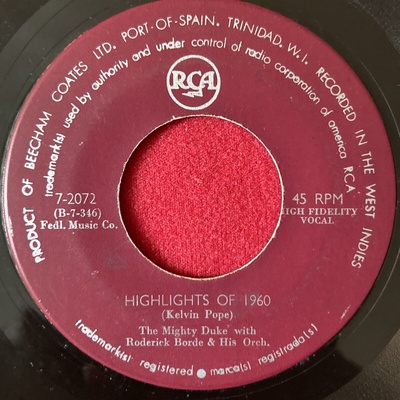 PRODUCT OF BEECHAM COATES LTD. PORT-OF-SPAIN. TRINIDAD, W.I. RECORDED IN THE WEST INDIES
trademark(s) used by authority and under control of radio corporation of america RCA
RCA
7-2072
(B-7-346)
Fedl. Music Co.
45 RPM
HIGH FIDELITY
VOCAL
HIGHLIGHTS OF 1960
(Kelvin Pope)
The Mighty Duke with
Roderick Borde & His Orch.
trademark(s) registered • marca(s) registrada(s)